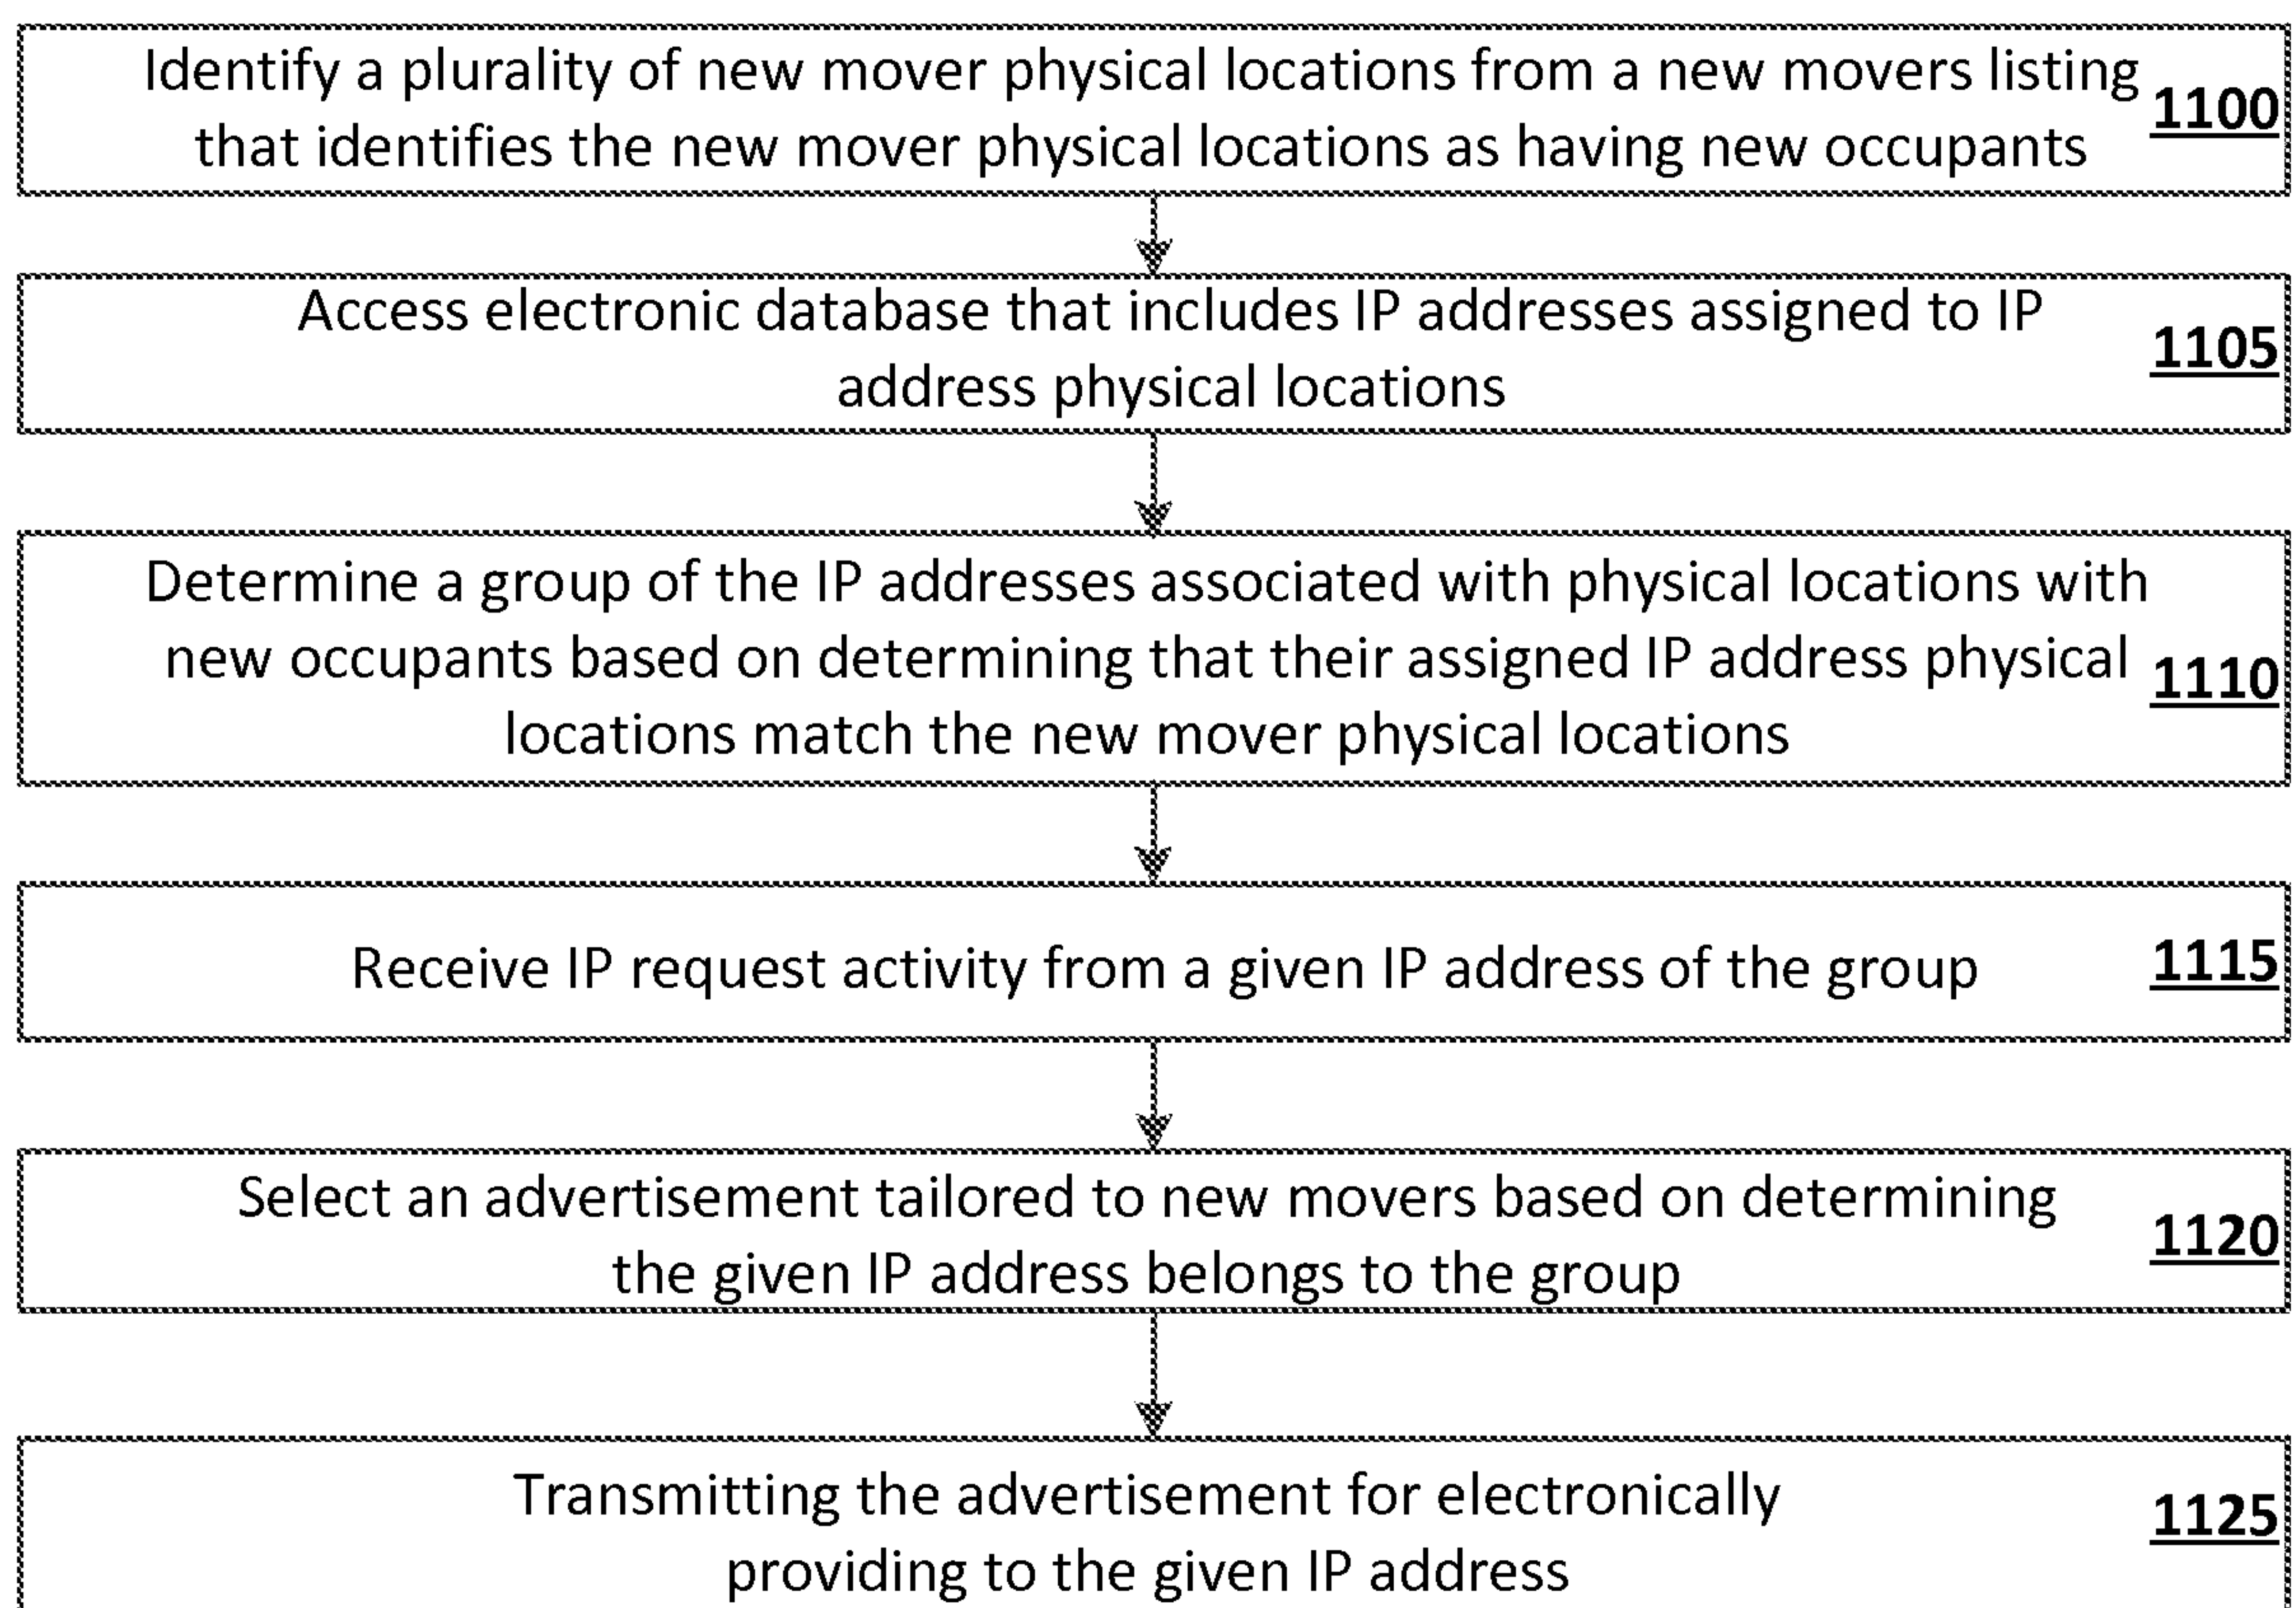 Identify a plurality of new mover physical locations from a new movers listing
that identifies the new mover physical locations as having new occupants
1100
Access electronic database that includes IP addresses assigned to IP
address physical locations
1105
Determine a group of the IP addresses associated with physical locations with
new occupants based on determining that their assigned IP address physical
locations match the new mover physical locations
1110
Receive IP request activity from a given IP address of the group
1115
Select an advertisement tailored to new movers based on determining
the given IP address belongs to the group
1120
Transmitting the advertisement for electronically
providing to the given IP address
1125